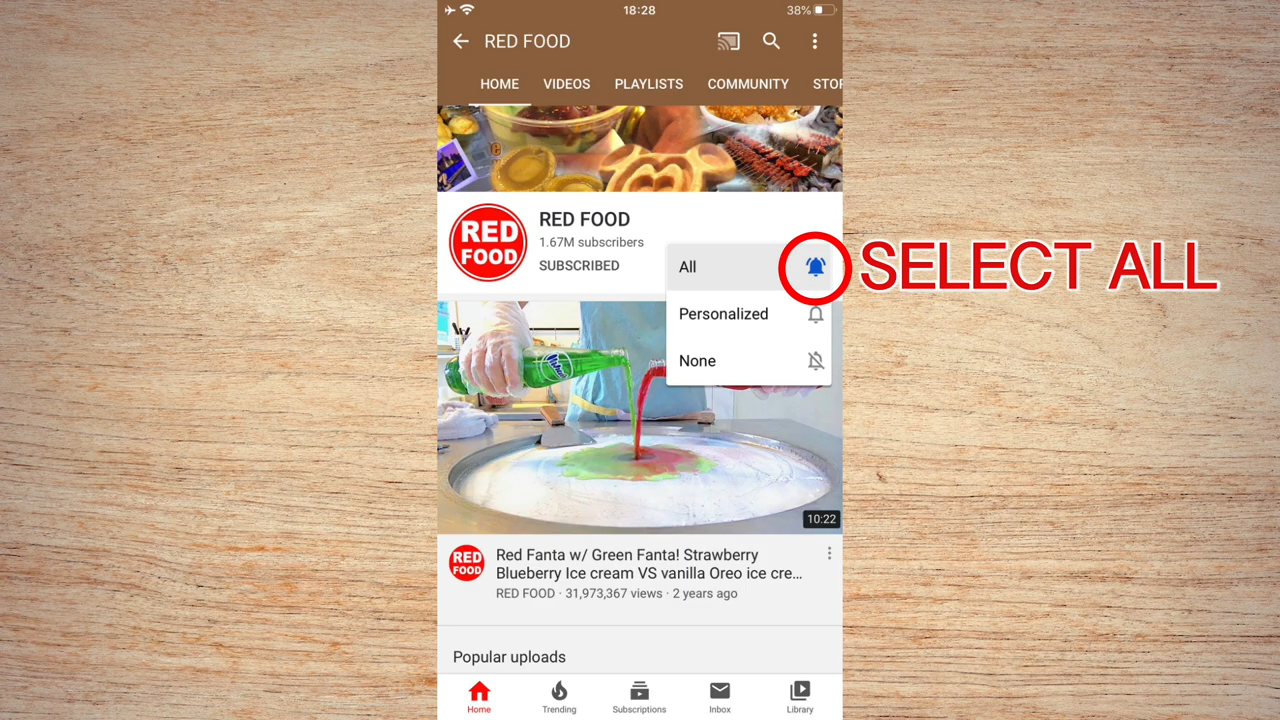 18:28
38%
RED FOOD
HOME VIDEOS PLAYLISTS COMMUNITY STOR
RED FOOD
RED FOOD
1.67M subscribers
SUBSCRIBED
All
Personalized
None
SELECT ALL
10:22
RED FOOD
Red Fanta w/ Green Fanta! Strawberry
Blueberry Ice cream VS vanilla Oreo ice cre...
RED FOOD · 31,973,367 views · 2 years ago
Popular uploads
Home Trending Subscriptions Inbox Library